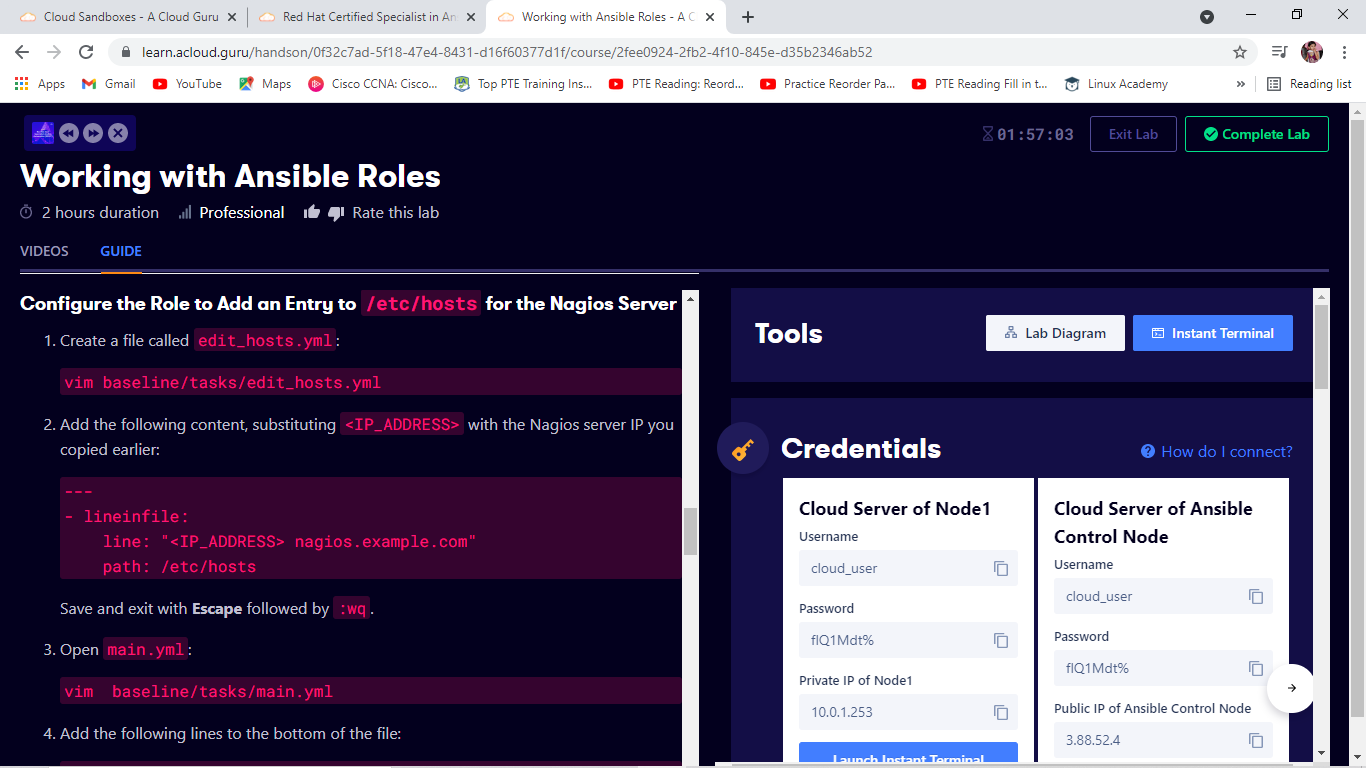 Cloud Sandboxes - A Cloud Guru
Red Hat Certified Specialist in An
Working with Ansible Roles - A C
learn.acloud.guru/handson/0f32c7ad-5f18-47e4-8431-d16f60377d1f/course/2fee0924-2fb2-4f10-845e-d35b2346ab52
Apps Gmail YouTube Maps Cisco CCNA: Cisco... Top PTE Training Ins... PTE Reading: Reord... Practice Reorder Pa... PTE Reading Fill in t... Linux Academy » Reading list
01:57:03 Exit Lab Complete Lab
Working with Ansible Roles
2 hours duration Professional Rate this lab
VIDEOS GUIDE
Configure the Role to Add an Entry to /etc/hosts for the Nagios Server
1. Create a file called edit_hosts.yml:
vim baseline/tasks/edit_hosts.yml
2. Add the following content, substituting <IP_ADDRESS> with the Nagios server IP you
copied earlier:
---
- lineinfile:
line: "<IP_ADDRESS> nagios.example.com"
path: /etc/hosts
Save and exit with Escape followed by :wq.
3. Open main.yml:
vim  baseline/tasks/main.yml
4. Add the following lines to the bottom of the file:
Tools
Lab Diagram
Instant Terminal
Credentials
How do I connect?
Cloud Server of Node1
Username
cloud_user
Password
flQ1Mdt%
Private IP of Node1
10.0.1.253
Launch Instant Terminal
Cloud Server of Ansible
Control Node
Username
cloud_user
Password
flQ1Mdt%
Public IP of Ansible Control Node
3.88.52.4